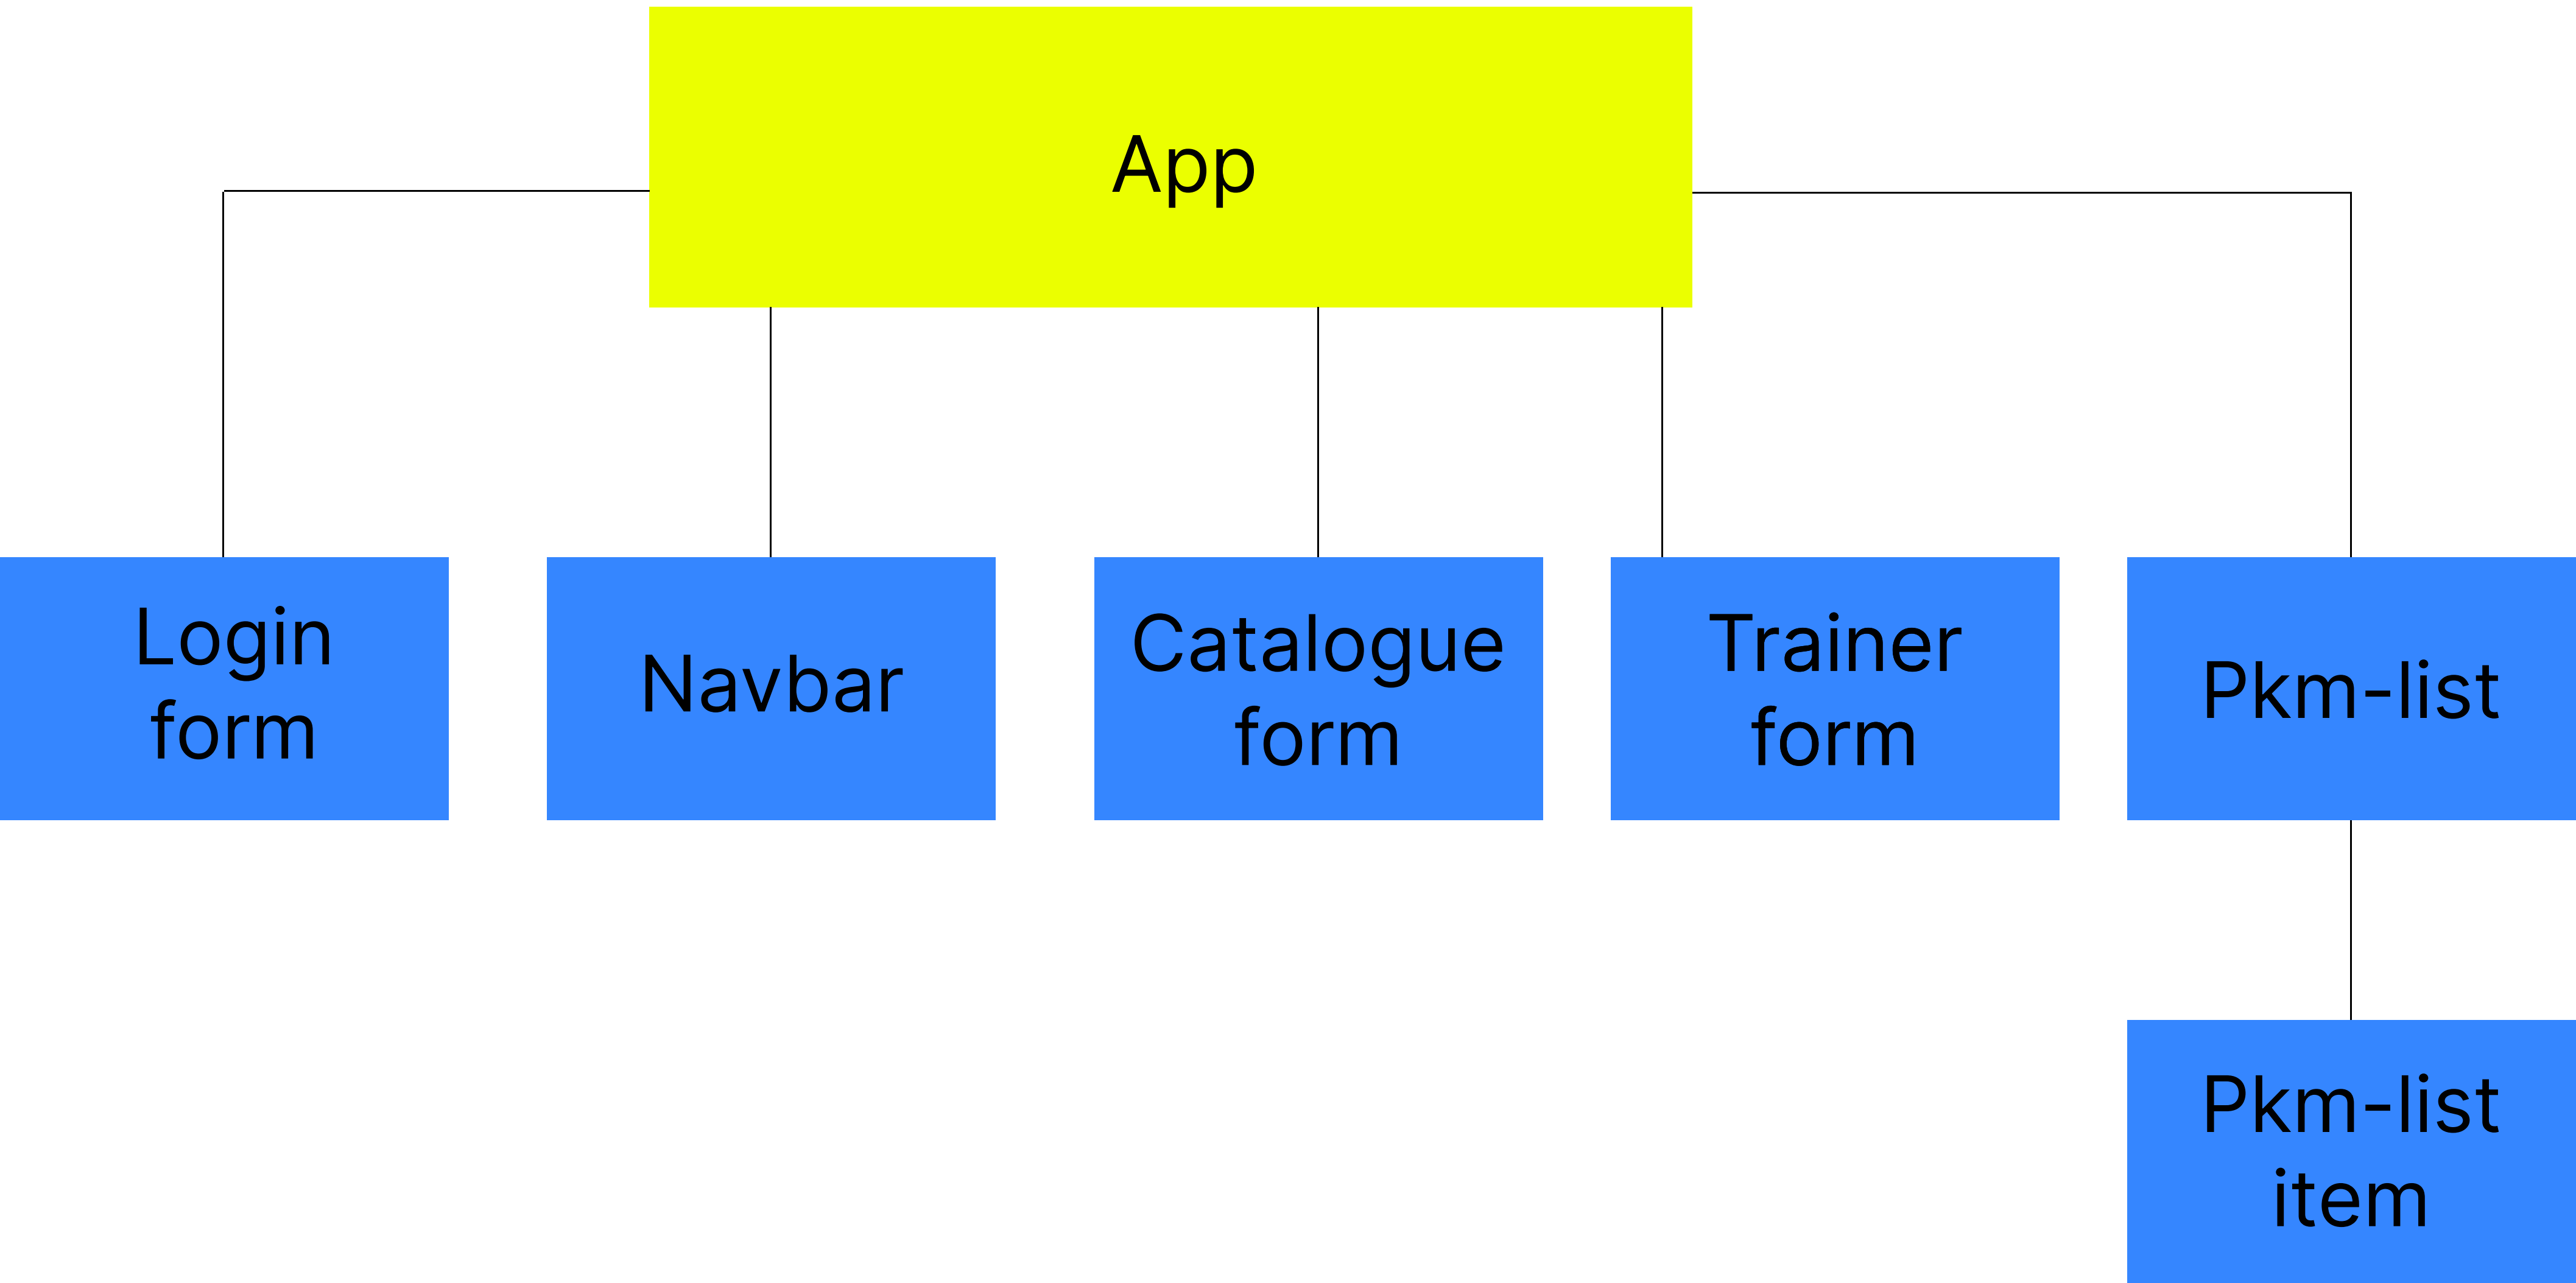 App
Login
form
Navbar
Catalogue
form
Trainer
form
Pkm-list
Pkm-list
item